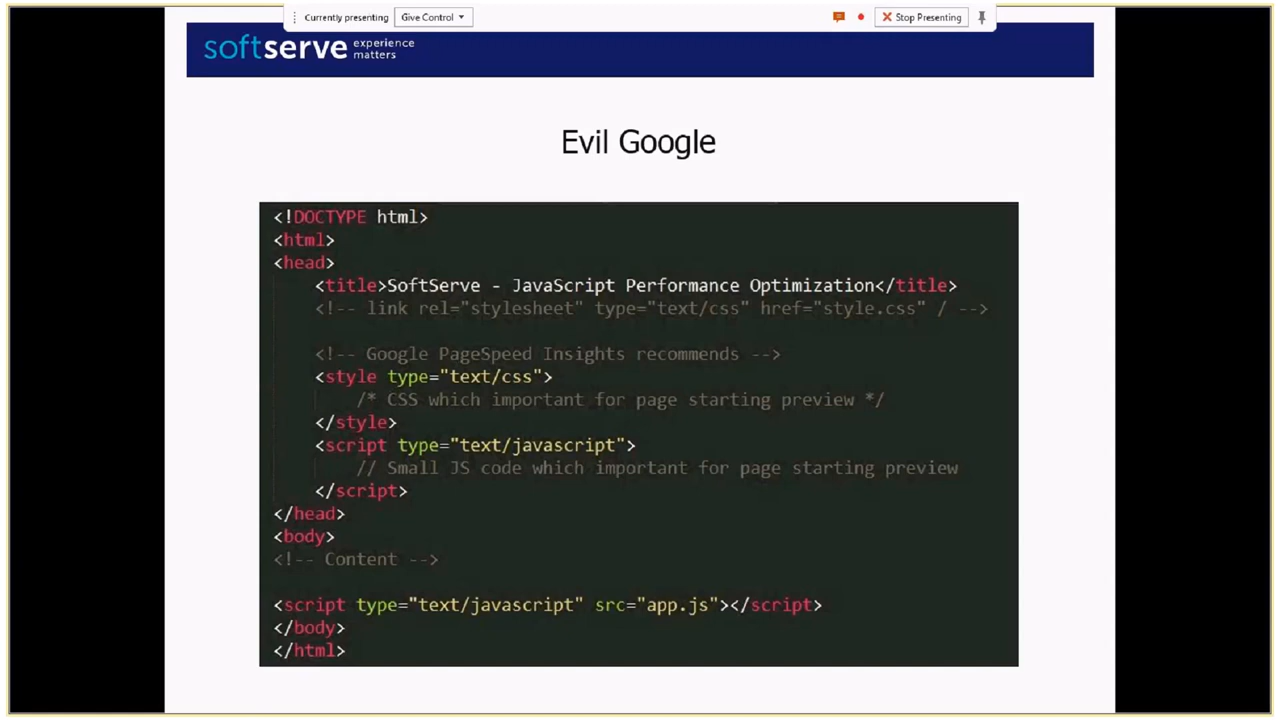 Currently presenting Give Control Stop Presenting
softserve experience matters
Evil Google
<!DOCTYPE html>
<html>
<head>
<title>SoftServe - JavaScript Performance Optimization</title>
<!-- link rel="stylesheet" type="text/css" href="style.css" / -->
<!-- Google PageSpeed Insights recommends -->
<style type="text/css">
/* CSS which important for page starting preview */
</style>
<script type="text/javascript">
// Small JS code which important for page starting preview
</script>
</head>
<body>
<!-- Content -->
<script type="text/javascript" src="app.js"></script>
</body>
</html>